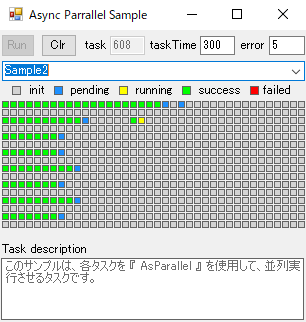 Async Parrallel Sample
Run Clr task 608 taskTime 300 error 5
Sample2
init pending running success failed
Task description
このサンプルは、各タスクを『 AsParallel 』を使用して、並列実
行させるタスクです。